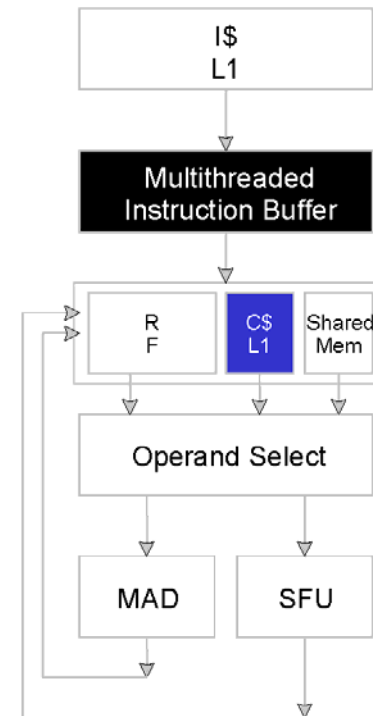 I$
L1
Multithreaded
Instruction Buffer
R
F
C$
L1
Shared
Mem
Operand Select
MAD
SFU